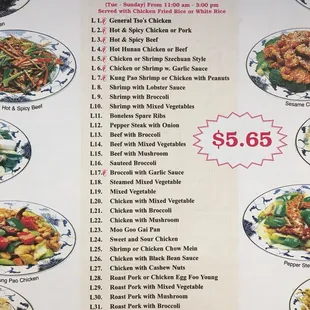 (Tue - Sunday) From 11:00 am - 3:00 pm
Served with Chicken Fried Rice or White Rice
L 1. General Tso's Chicken
L 2. Hot & Spicy Chicken or Pork
L 3. Hot & Spicy Beef
L 4. Hot Hunan Chicken or Beef
L 5. Chicken or Shrimp Szechuan Style
L 6. Chicken or Shrimp w. Garlic Sauce
L 7. Kung Pao Shrimp or Chicken with Peanuts
L 8. Shrimp with Lobster Sauce
L 9. Shrimp with Broccoli
L10. Shrimp with Mixed Vegetables
L11. Boneless Spare Ribs
L12. Pepper Steak with Onion
L13. Beef with Broccoli
L14. Beef with Mixed Vegetables
L15. Beef with Mushroom
L16. Sauteed Broccoli
L17. Broccoli with Garlic Sauce
L18. Steamed Mixed Vegetable
L19. Mixed Vegetable
L20. Chicken with Mixed Vegetable
L21. Chicken with Broccoli
L22. Chicken with Mushroom
L23. Moo Goo Gai Pan
L24. Sweet and Sour Chicken
L25. Shrimp or Chicken Chow Mein
L26. Chicken with Black Bean Sauce
L27. Chicken with Cashew Nuts
L28. Roast Pork or Chicken Egg Foo Young
L29. Roast Pork with Mixed Vegetable
L30. Roast Pork with Mushroom
L31. Roast Pork with Broccoli
$5.65
Hot & Spicy Beef
Sesame
Pao Chicken
Pepper Ste